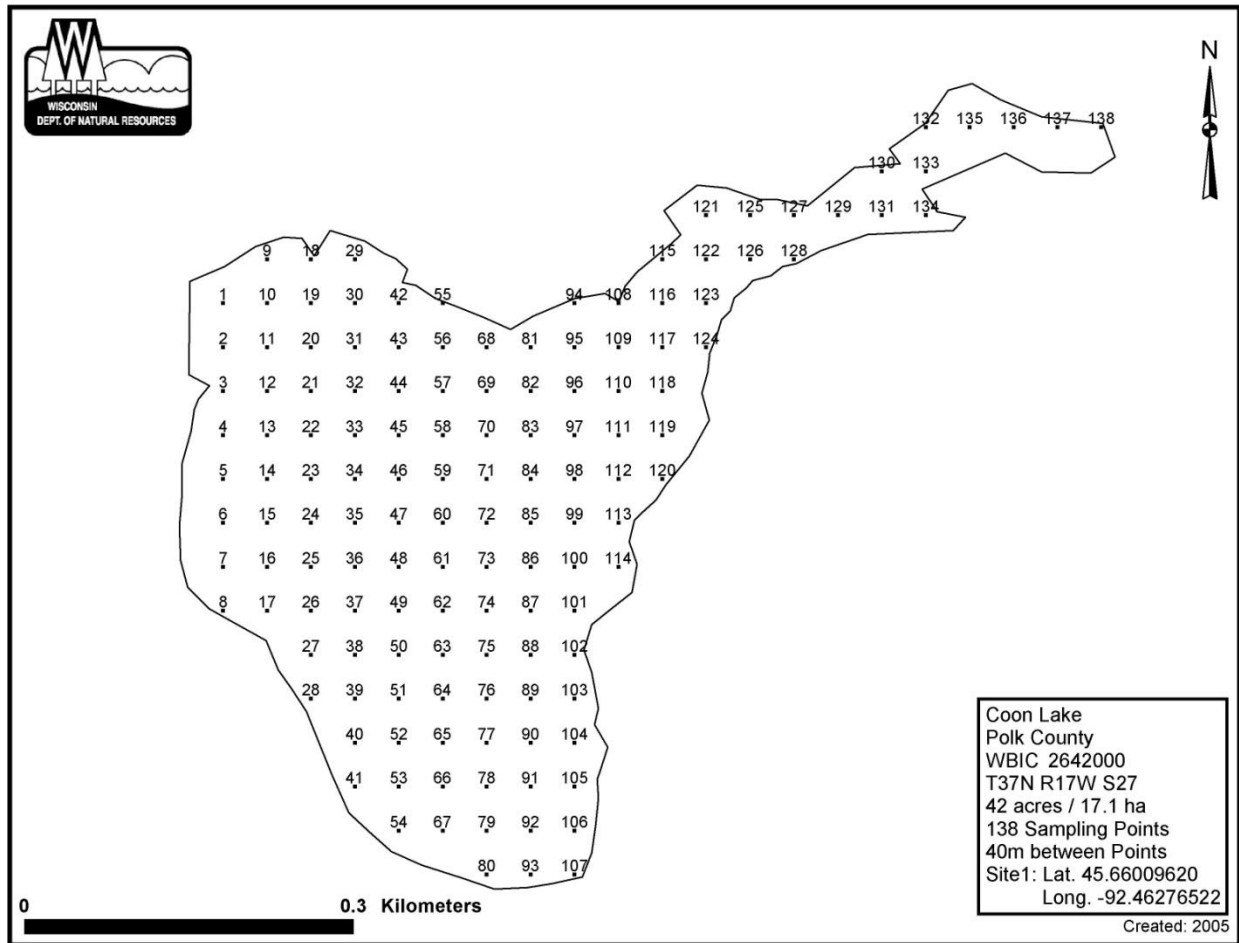 W
WISCONSIN
DEPT. OF NATURAL RESOURCES
N
132 135 136 137 138
130 133
121 125 127 129 131 134
9 18 29 115 122 126 128
1 10 19 30 42 55 94 108 116 123
2 11 20 31 43 56 68 81 95 109 117 124
3 12 21 32 44 57 69 82 96 110 118
4 13 22 33 45 58 70 83 97 111 119
5 14 23 34 46 59 71 84 98 112 120
6 15 24 35 47 60 72 85 99 113
7 16 25 36 48 61 73 86 100 114
8 17 26 37 49 62 74 87 101
27 38 50 63 75 88 102
28 39 51 64 76 89 103
40 52 65 77 90 104
41 53 66 78 91 105
54 67 79 92 106
80 93 107
0 0.3 Kilometers
Coon Lake
Polk County
WBIC 2642000
T37N R17W S27
42 acres / 17.1 ha
138 Sampling Points
40m between Points
Site1: Lat. 45.66009620
Long. -92.46276522
Created: 2005